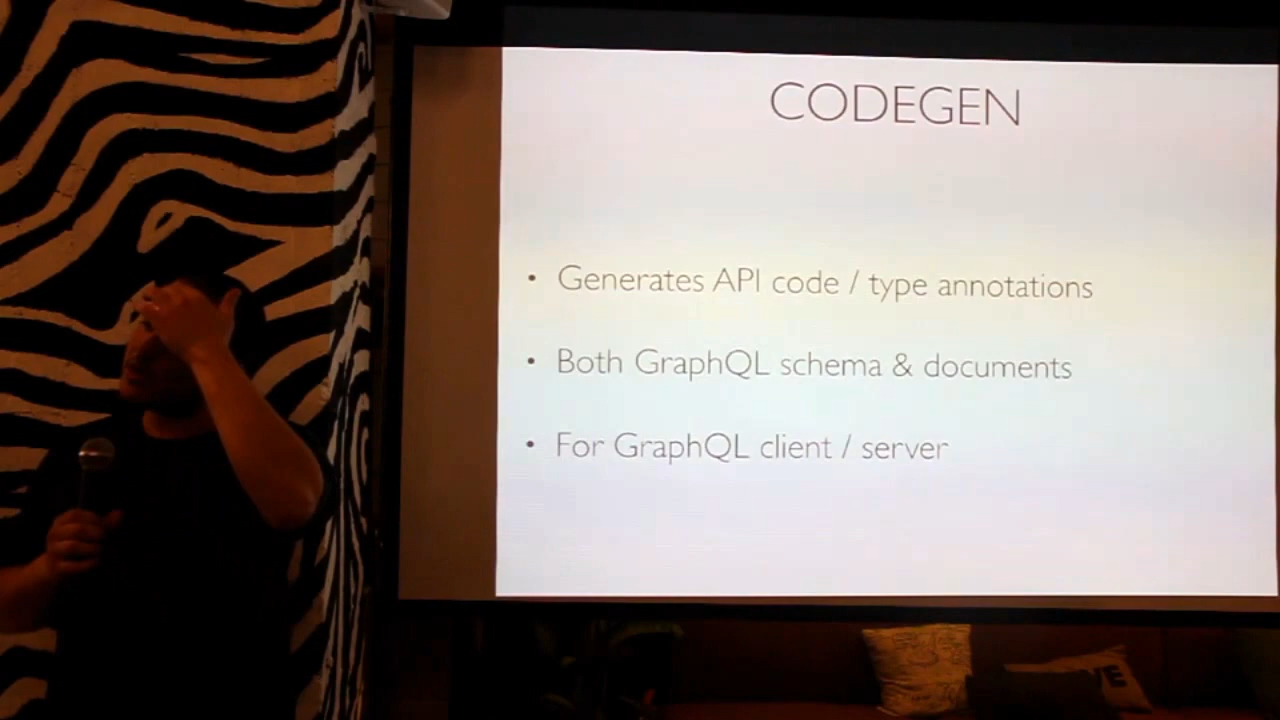 CODEGEN
• Generates API code / type annotations
• Both GraphQL schema & documents
• For GraphQL client / server